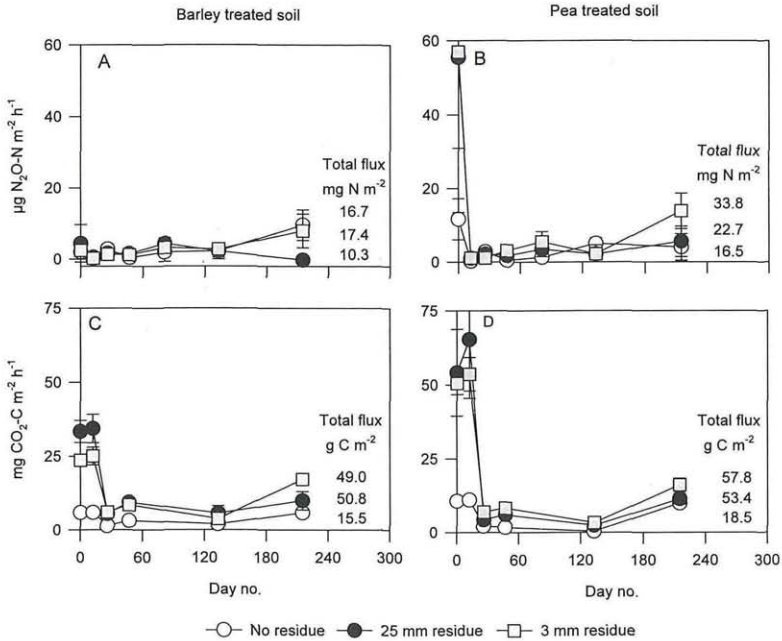 Barley treated soil
Pea treated soil
µg N₂O-N m⁻² h⁻¹
60
40
20
0
A
Total flux
mg N m⁻²
16.7
17.4
10.3
60
40
20
0
B
Total flux
mg N m⁻²
33.8
22.7
16.5
mg CO₂-C m⁻² h⁻¹
75
50
25
0
C
Total flux
g C m⁻²
49.0
50.8
15.5
0 60 120 180 240 300
Day no.
75
50
25
0
D
Total flux
g C m⁻²
57.8
53.4
18.5
0 60 120 180 240 300
Day no.
No residue 25 mm residue 3 mm residue